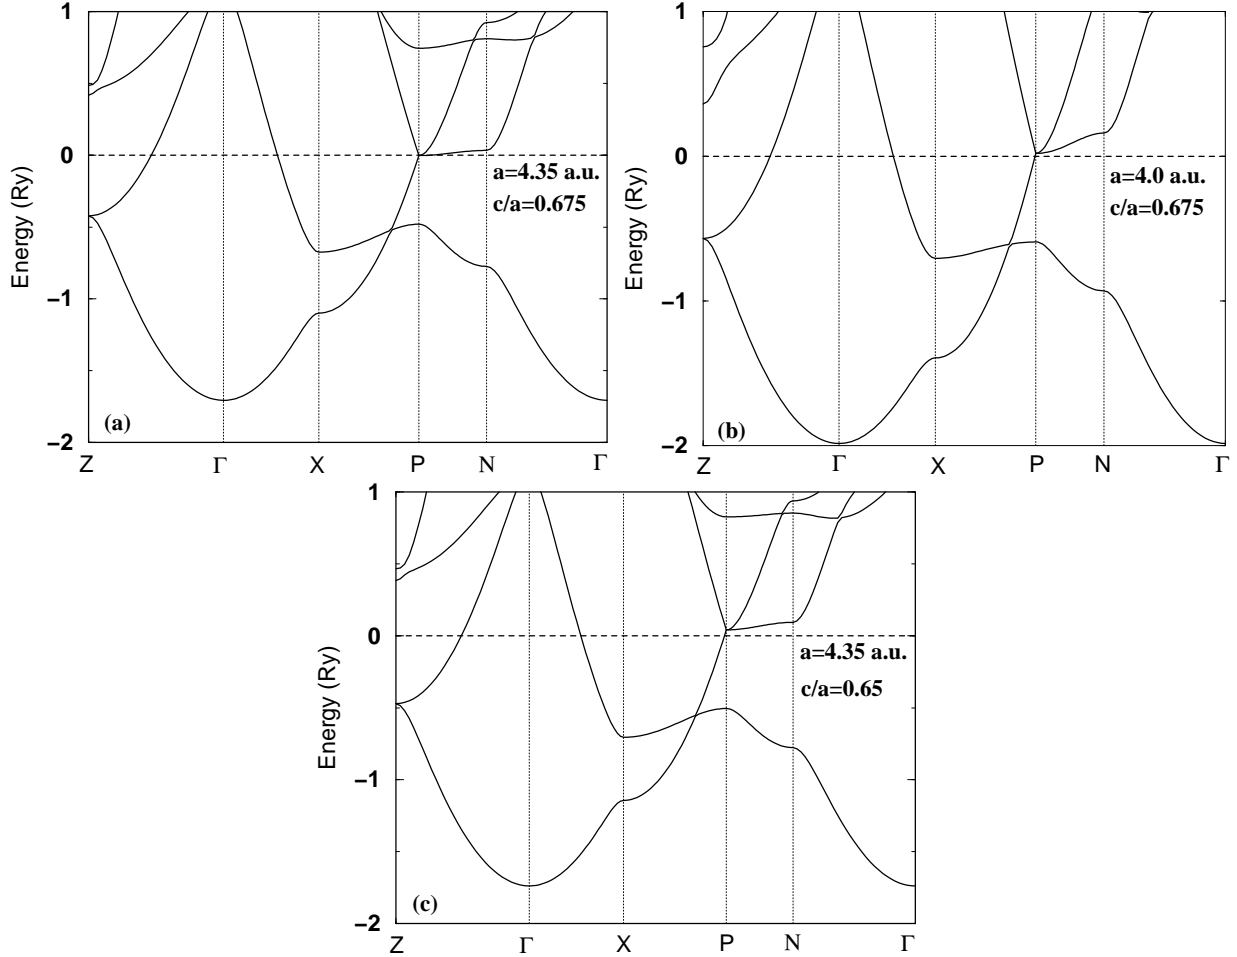 1
0
−1
−2
Energy (Ry)
a=4.35 a.u.
c/a=0.675
(a)
Z Γ X P N Γ
1
0
−1
−2
Energy (Ry)
a=4.0 a.u.
c/a=0.675
(b)
Z Γ X P N Γ
1
0
−1
−2
Energy (Ry)
a=4.35 a.u.
c/a=0.65
(c)
Z Γ X P N Γ